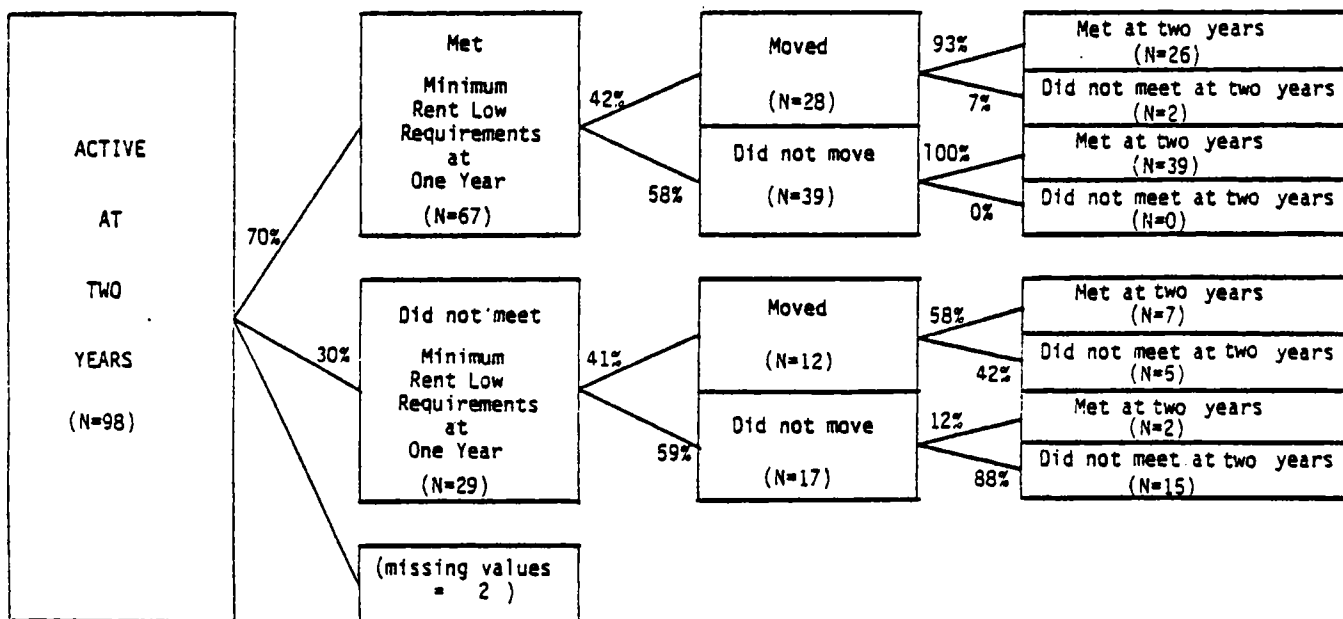 ACTIVE
AT
TWO
YEARS
(N=98)
70%
30%
Met
Minimum
Rent Low
Requirements
at
One Year
(N=67)
42%
58%
Moved
(N=28)
Did not move
(N=39)
93%
7%
100%
0%
Met at two years
(N=26)
Did not meet at two years
(N=2)
Met at two years
(N=39)
Did not meet at two years
(N=0)
Did not meet
Minimum
Rent Low
Requirements
at
One Year
(N=29)
41%
59%
Moved
(N=12)
Did not move
(N=17)
58%
42%
12%
88%
Met at two years
(N=7)
Did not meet at two years
(N=5)
Met at two years
(N=2)
Did not meet at two years
(N=15)
(missing values
= 2 )